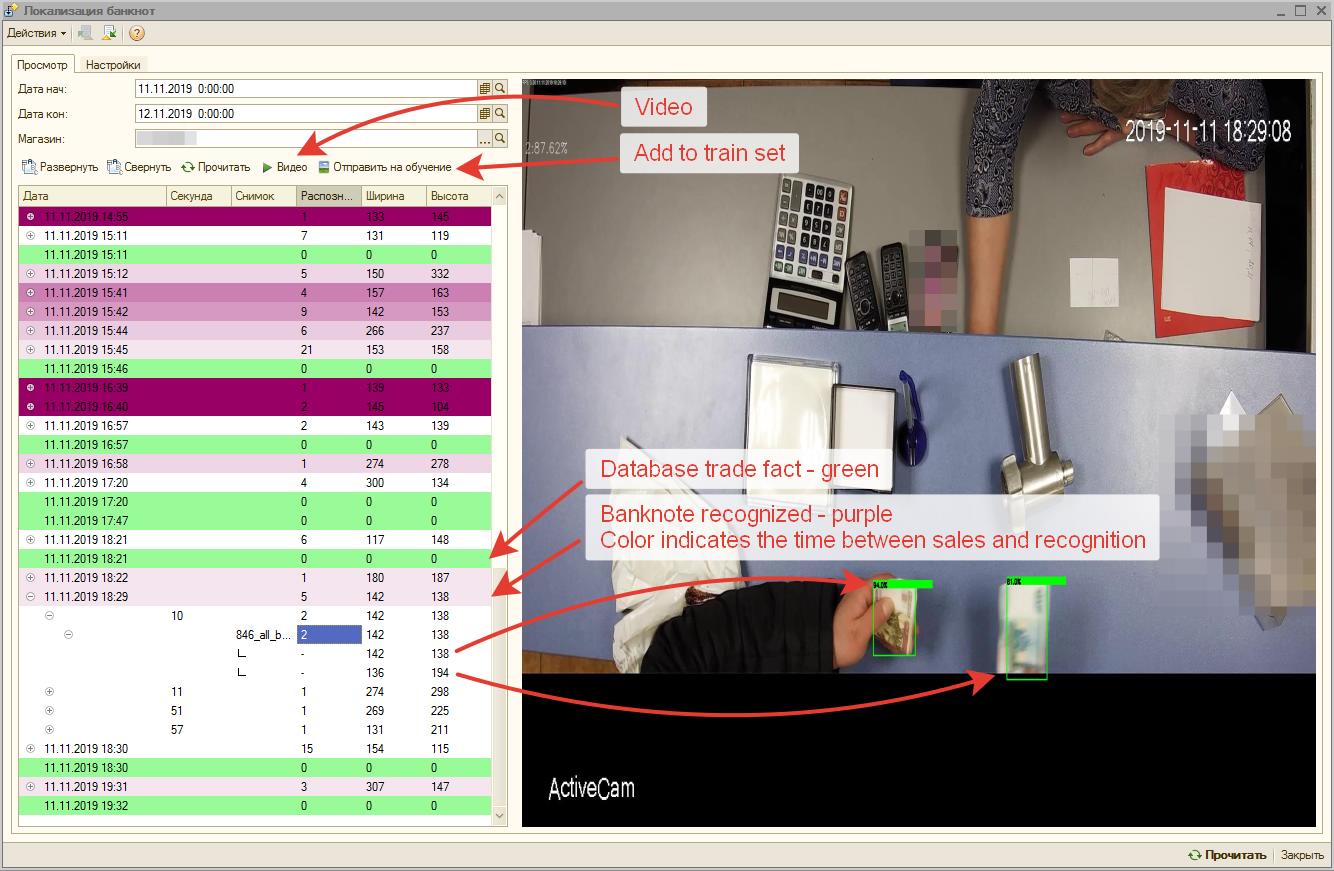 Локализация банкнот
Действия
Просмотр
Настройки
Дата нач: 11.11.2019 0:00:00
Дата кон: 12.11.2019 0:00:00
Магазин:
Развернуть Свернуть Прочитать Видео Отправить на обучение
Дата Секунда Снимок Распозн... Ширина Высота
11.11.2019 14:55 1 133 145
11.11.2019 15:11 7 131 119
11.11.2019 15:11 0 0 0
11.11.2019 15:12 5 150 332
11.11.2019 15:41 4 157 163
11.11.2019 15:42 9 142 153
11.11.2019 15:44 6 266 237
11.11.2019 15:45 21 153 158
11.11.2019 15:46 0 0 0
11.11.2019 16:39 1 139 133
11.11.2019 16:40 2 145 104
11.11.2019 16:57 2 143 139
11.11.2019 16:57 0 0 0
11.11.2019 16:58 1 274 278
11.11.2019 17:20 4 300 134
11.11.2019 17:20 0 0 0
11.11.2019 17:47 0 0 0
11.11.2019 18:21 6 117 148
11.11.2019 18:21 0 0 0
11.11.2019 18:22 1 180 187
11.11.2019 18:29 5 142 138
10 2 142 138
846_all_b... 2 142 138
- 142 138
- 136 194
11 1 274 298
51 1 269 225
57 1 131 211
11.11.2019 18:30 15 154 115
11.11.2019 18:30 0 0 0
11.11.2019 19:31 3 307 147
11.11.2019 19:32 0 0 0
Video
Add to train set
2019-11-11 18:29:08
2:87.62%
Database trade fact - green
Banknote recognized - purple
Color indicates the time between sales and recognition
94.0%
81.0%
ActiveCam
Прочитать Закрыть